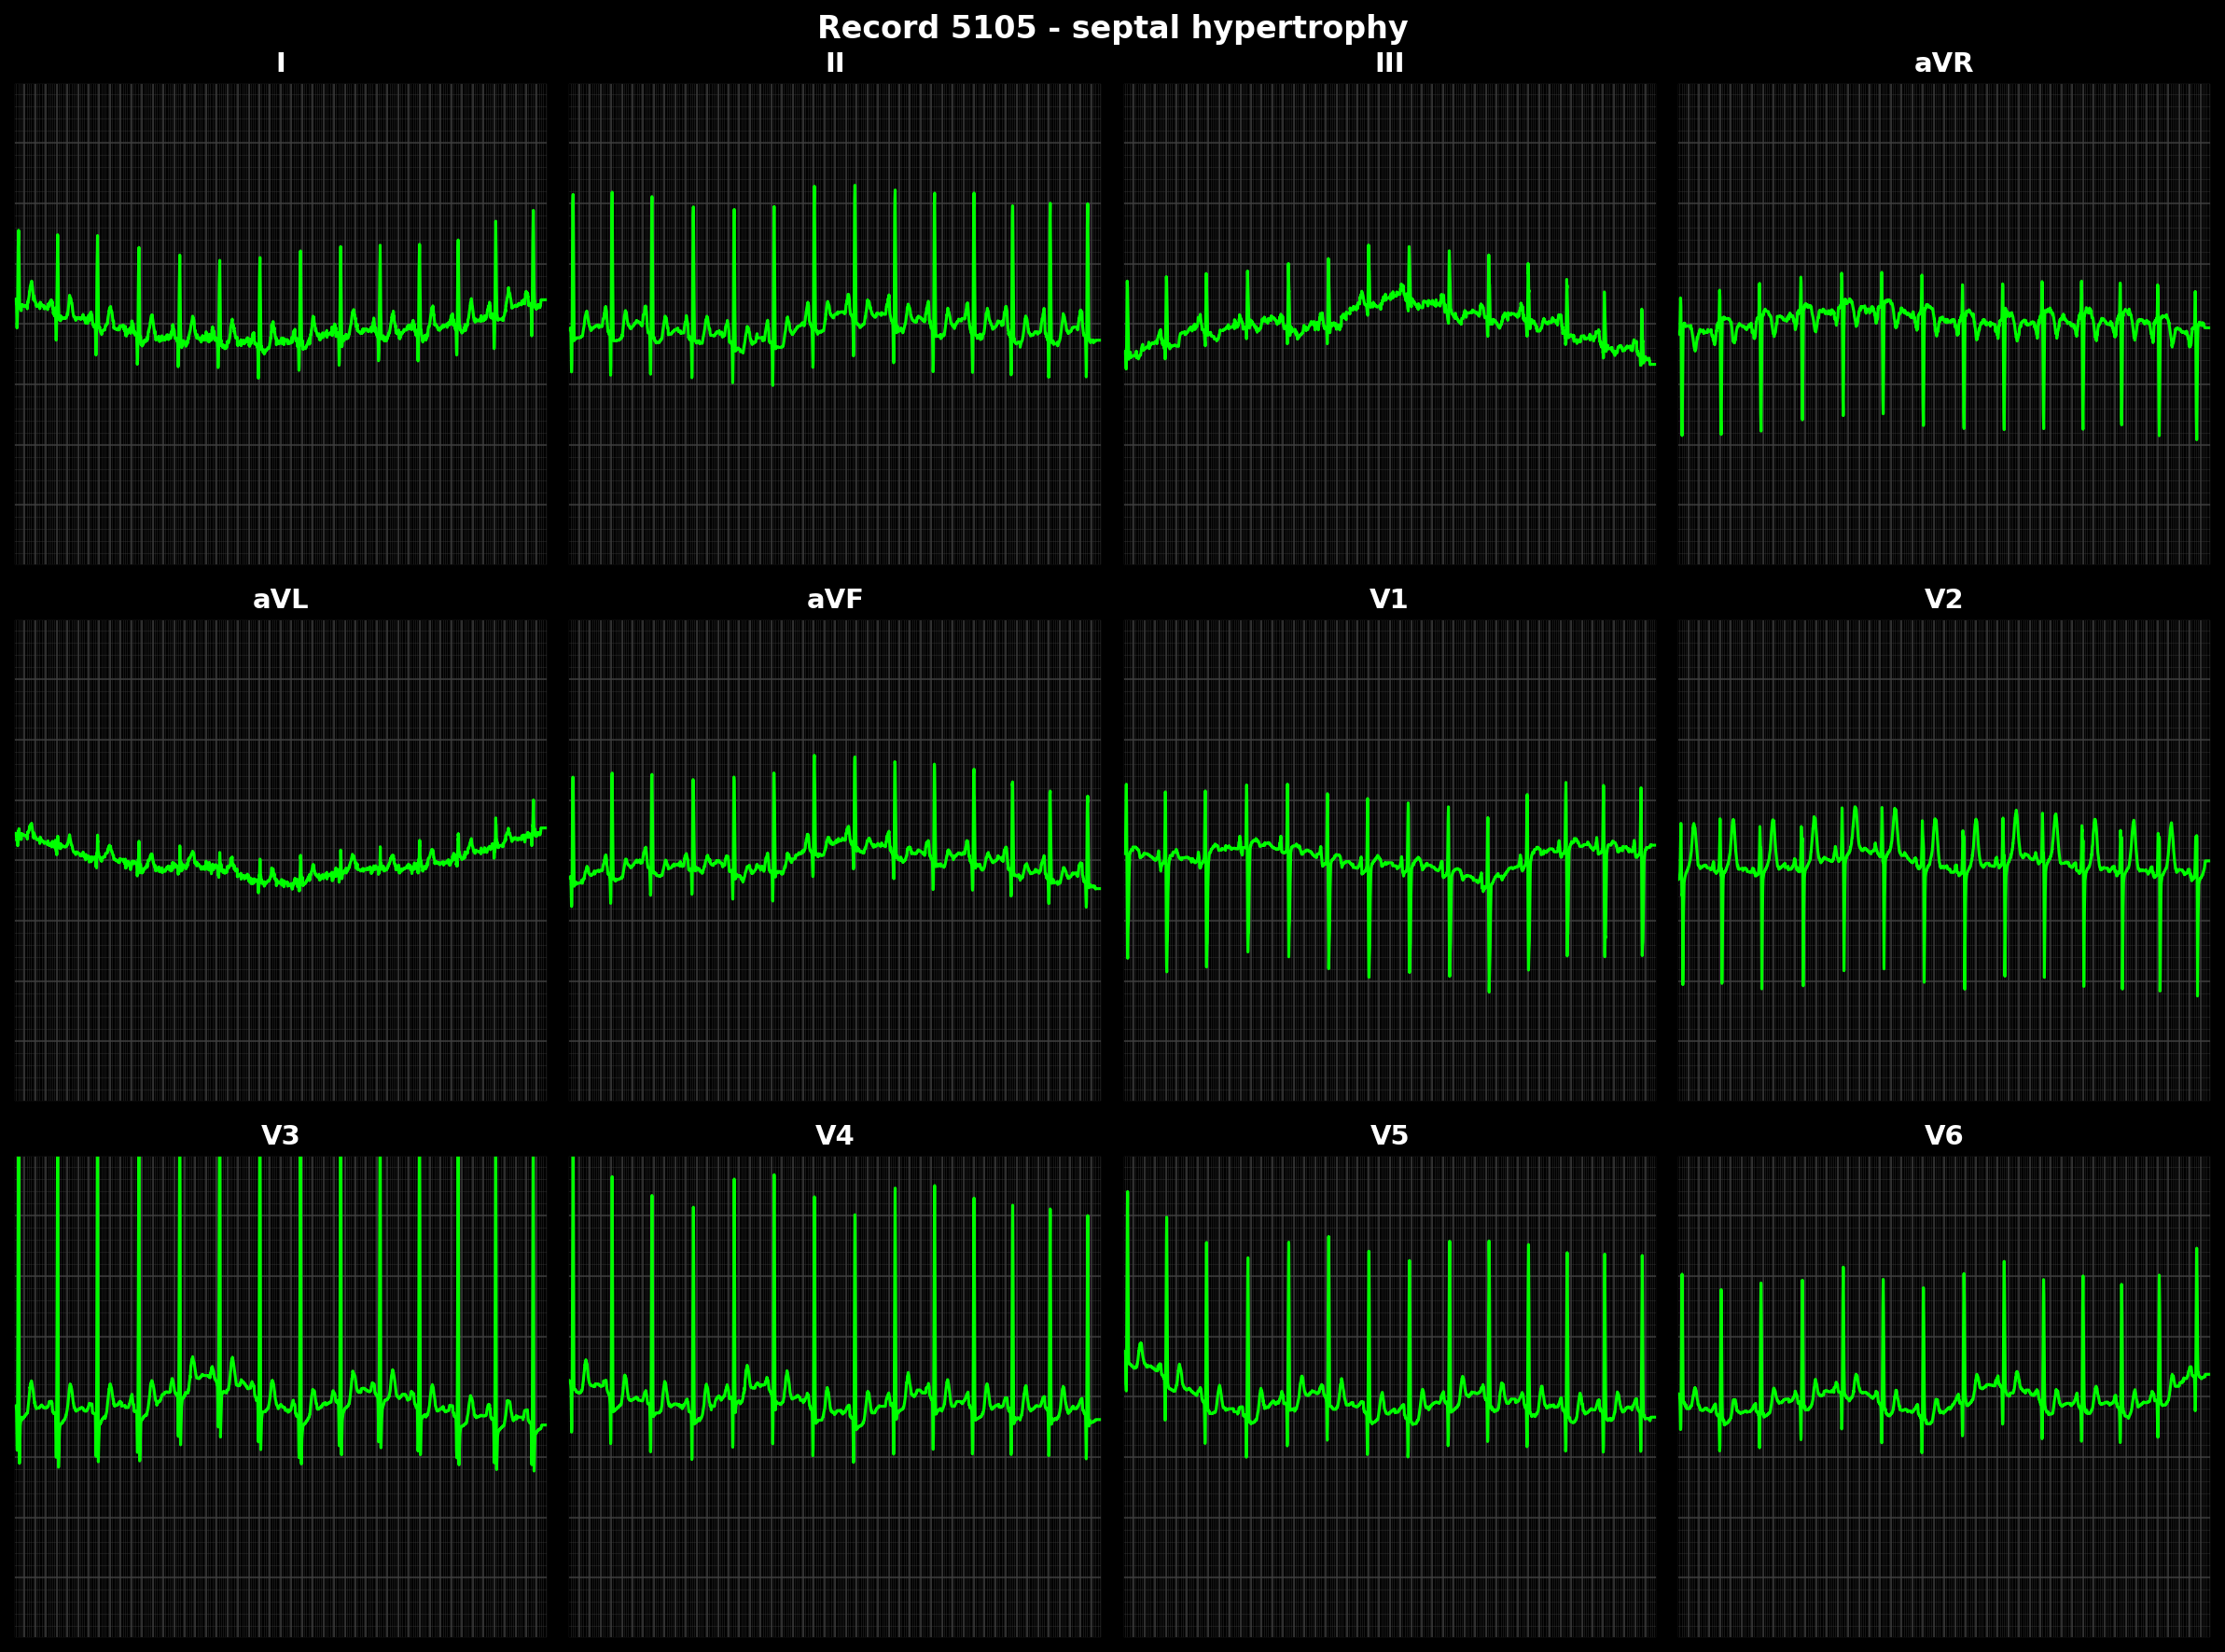 Record 5105 - septal hypertrophy
I
II
III
aVR
aVL
aVF
V1
V2
V3
V4
V5
V6